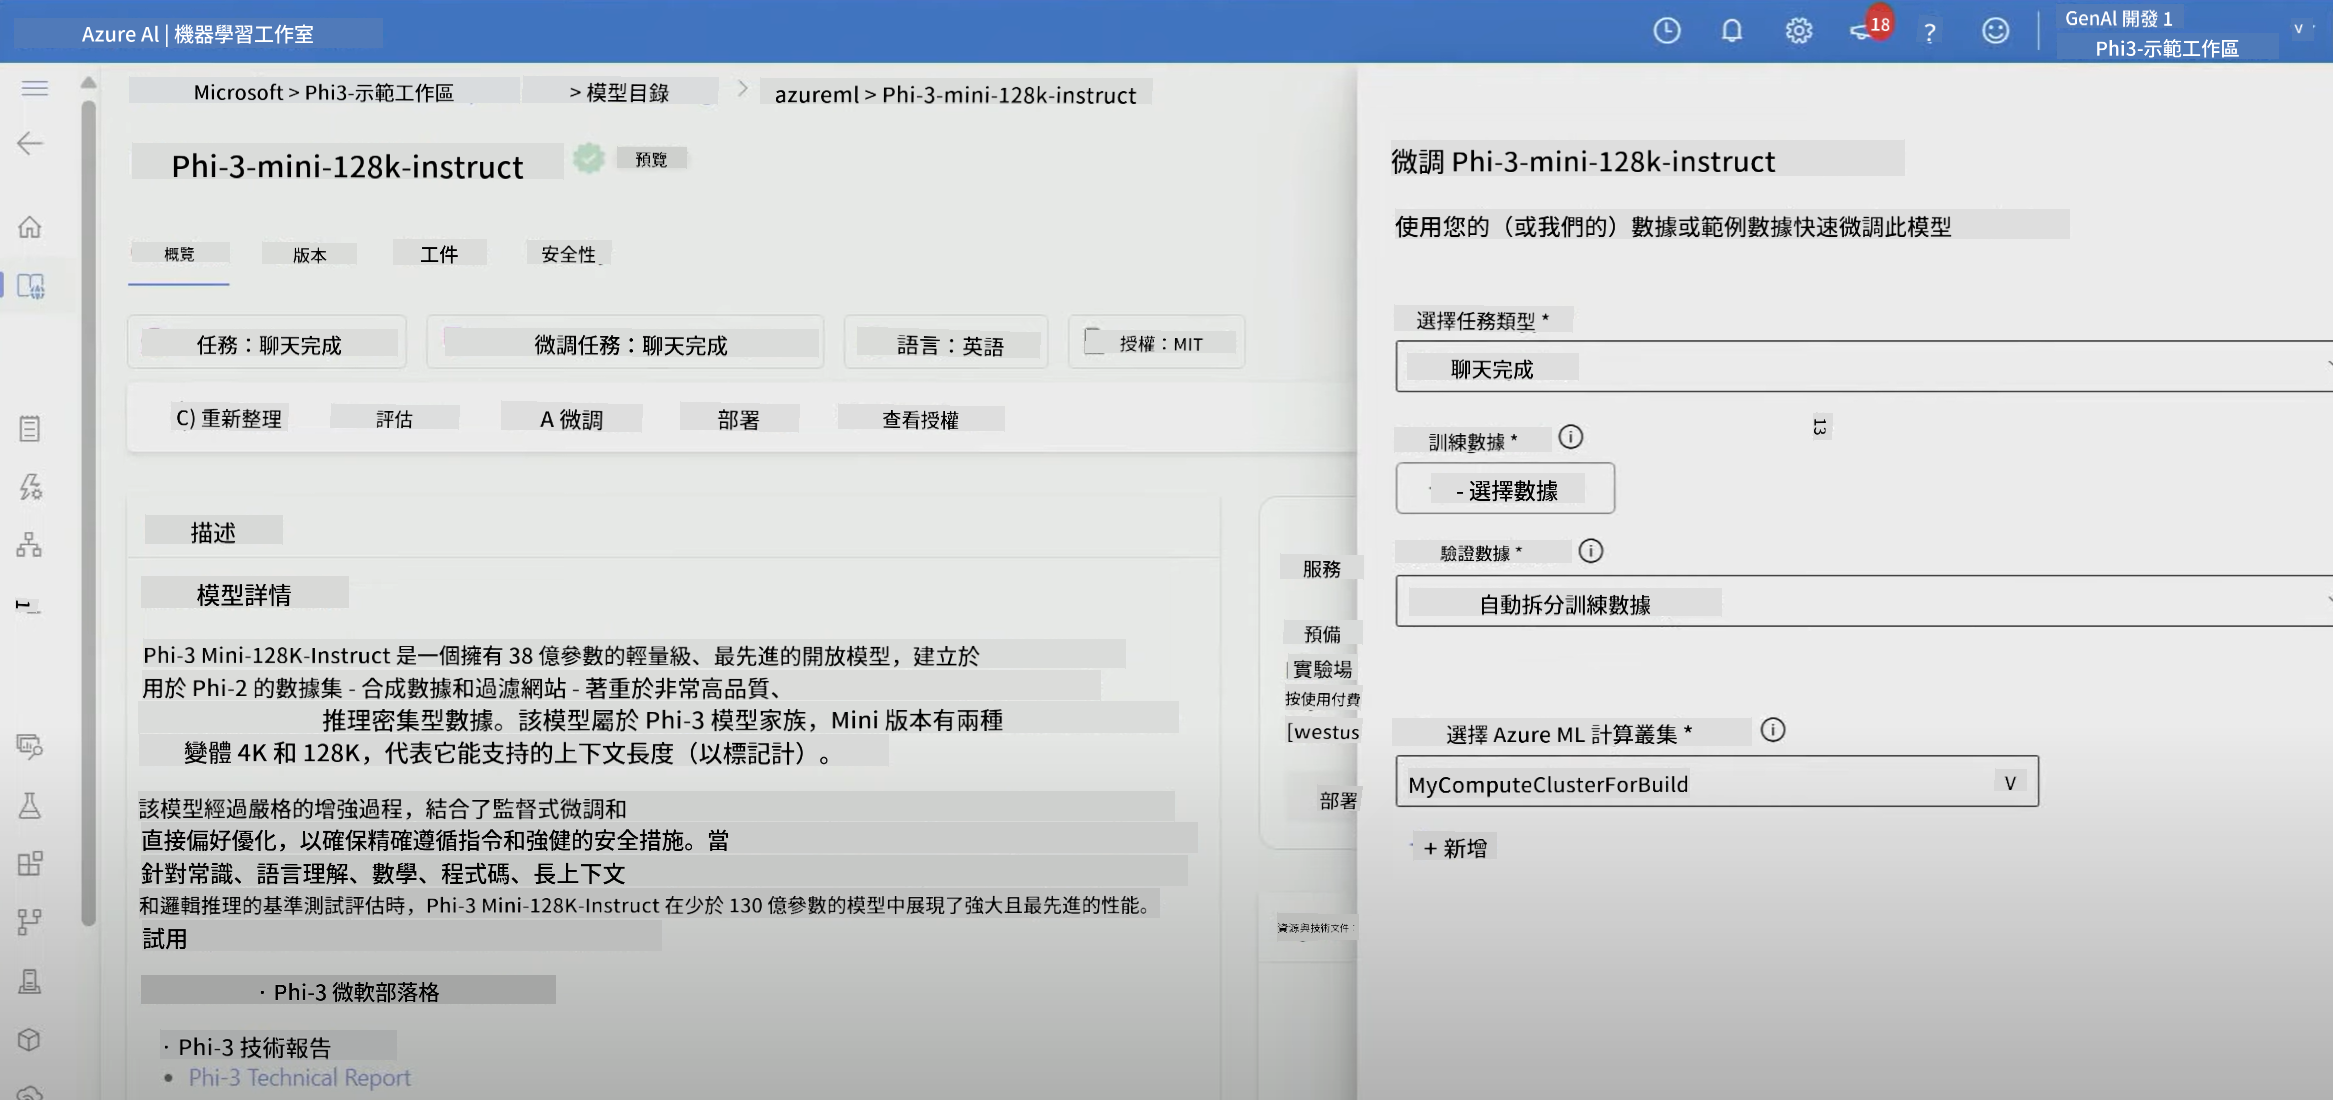 Azure Al | 機器學習工作室
18
?
GenAl 開發 1
Phi3-示範工作區
Microsoft > Phi3-示範工作區 > 模型目錄 > azureml > Phi-3-mini-128k-instruct
Phi-3-mini-128k-instruct
預覽
概覽
版本
工件
安全性
任務：聊天完成
微調任務：聊天完成
語言：英語
授權：MIT
C) 重新整理
評估
A 微調
部署
查看授權
描述
模型詳情
Phi-3 Mini-128K-Instruct 是一個擁有 38 億參數的輕量級、最先進的開放模型，建立於
用於 Phi-2 的數據集 - 合成數據和過濾網站 - 著重於非常高品質、
推理密集型數據。該模型屬於 Phi-3 模型家族，Mini 版本有兩種
變體 4K 和 128K，代表它能支持的上下文長度（以標記計）。
該模型經過嚴格的增強過程，結合了監督式微調和
直接偏好優化，以確保精確遵循指令和強健的安全措施。當
針對常識、語言理解、數學、程式碼、長上下文
和邏輯推理的基準測試評估時，Phi-3 Mini-128K-Instruct 在少於 130 億參數的模型中展現了強大且最先進的性能。
試用
· Phi-3 微軟部落格
· Phi-3 技術報告
• Phi-3 Technical Report
服務
預備
實驗場
按使用付費
[westus
部署
資源與技術文件：
微調 Phi-3-mini-128k-instruct
使用您的（或我們的）數據或範例數據快速微調此模型
選擇任務類型 *
聊天完成
13
訓練數據 *
- 選擇數據
驗證數據 *
自動拆分訓練數據
選擇 Azure ML 計算叢集 *
MyComputeClusterForBuild
V
+ 新增